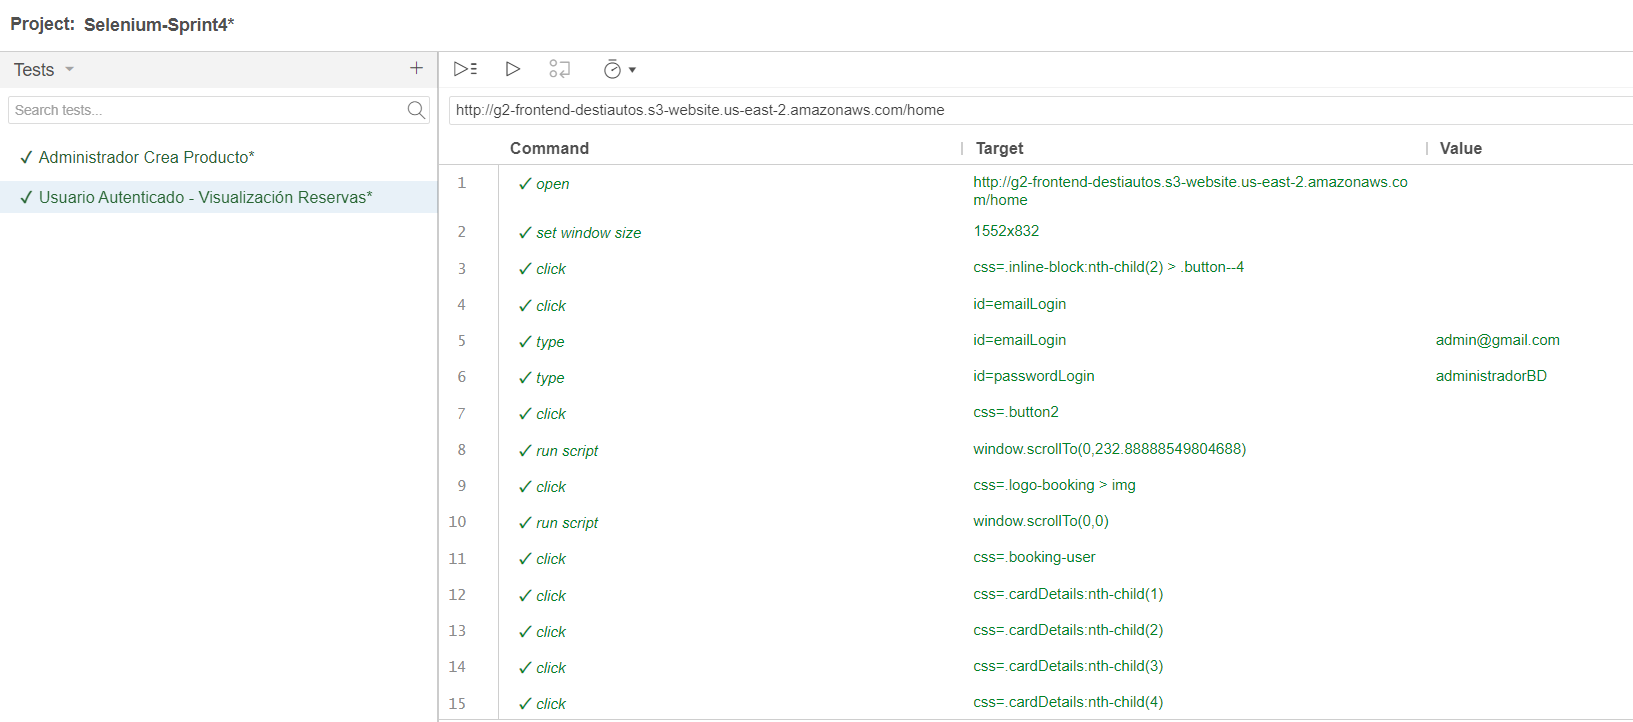 Project: Selenium-Sprint4*
Tests
Search tests...
✓ Administrador Crea Producto*
✓ Usuario Autenticado - Visualización Reservas*
http://g2-frontend-destiautos.s3-website.us-east-2.amazonaws.com/home
Command Target Value
1 ✓ open http://g2-frontend-destiautos.s3-website.us-east-2.amazonaws.co
m/home
2 ✓ set window size 1552x832
3 ✓ click css=.inline-block:nth-child(2) > .button--4
4 ✓ click id=emailLogin
5 ✓ type id=emailLogin admin@gmail.com
6 ✓ type id=passwordLogin administradorBD
7 ✓ click css=.button2
8 ✓ run script window.scrollTo(0,232.88888549804688)
9 ✓ click css=.logo-booking > img
10 ✓ run script window.scrollTo(0,0)
11 ✓ click css=.booking-user
12 ✓ click css=.cardDetails:nth-child(1)
13 ✓ click css=.cardDetails:nth-child(2)
14 ✓ click css=.cardDetails:nth-child(3)
15 ✓ click css=.cardDetails:nth-child(4)